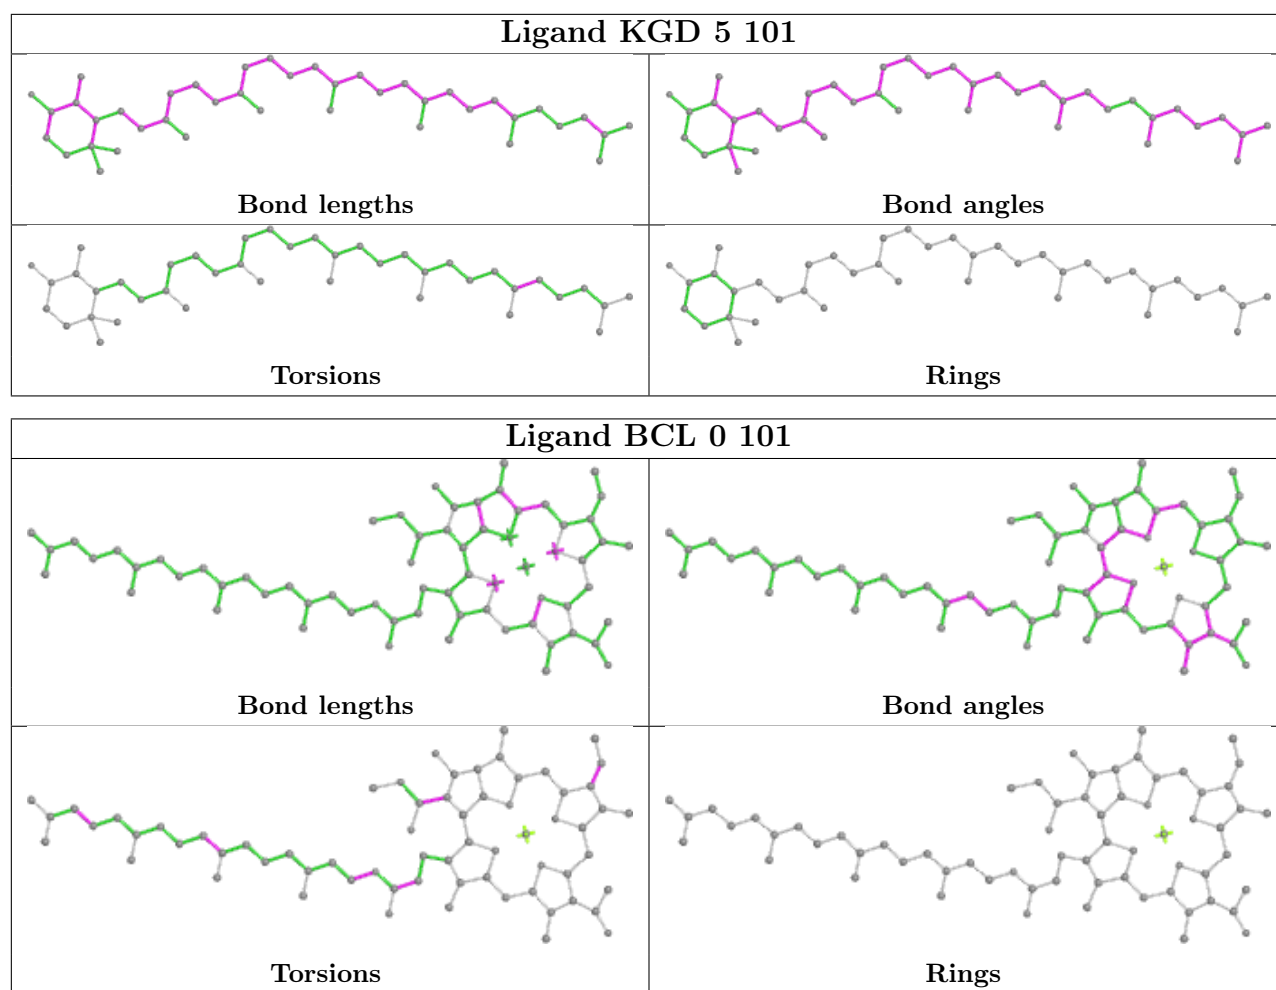 Ligand KGD 5 101
Bond lengths
Bond angles
Torsions
Rings
Ligand BCL 0 101
Bond lengths
Bond angles
Torsions
Rings